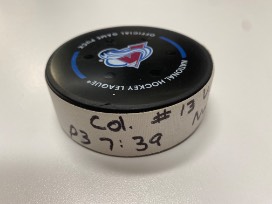 OFFICIAL GAME PUCK
NATIONAL HOCKEY LEAGUE
Col. # 13
P3 7:39